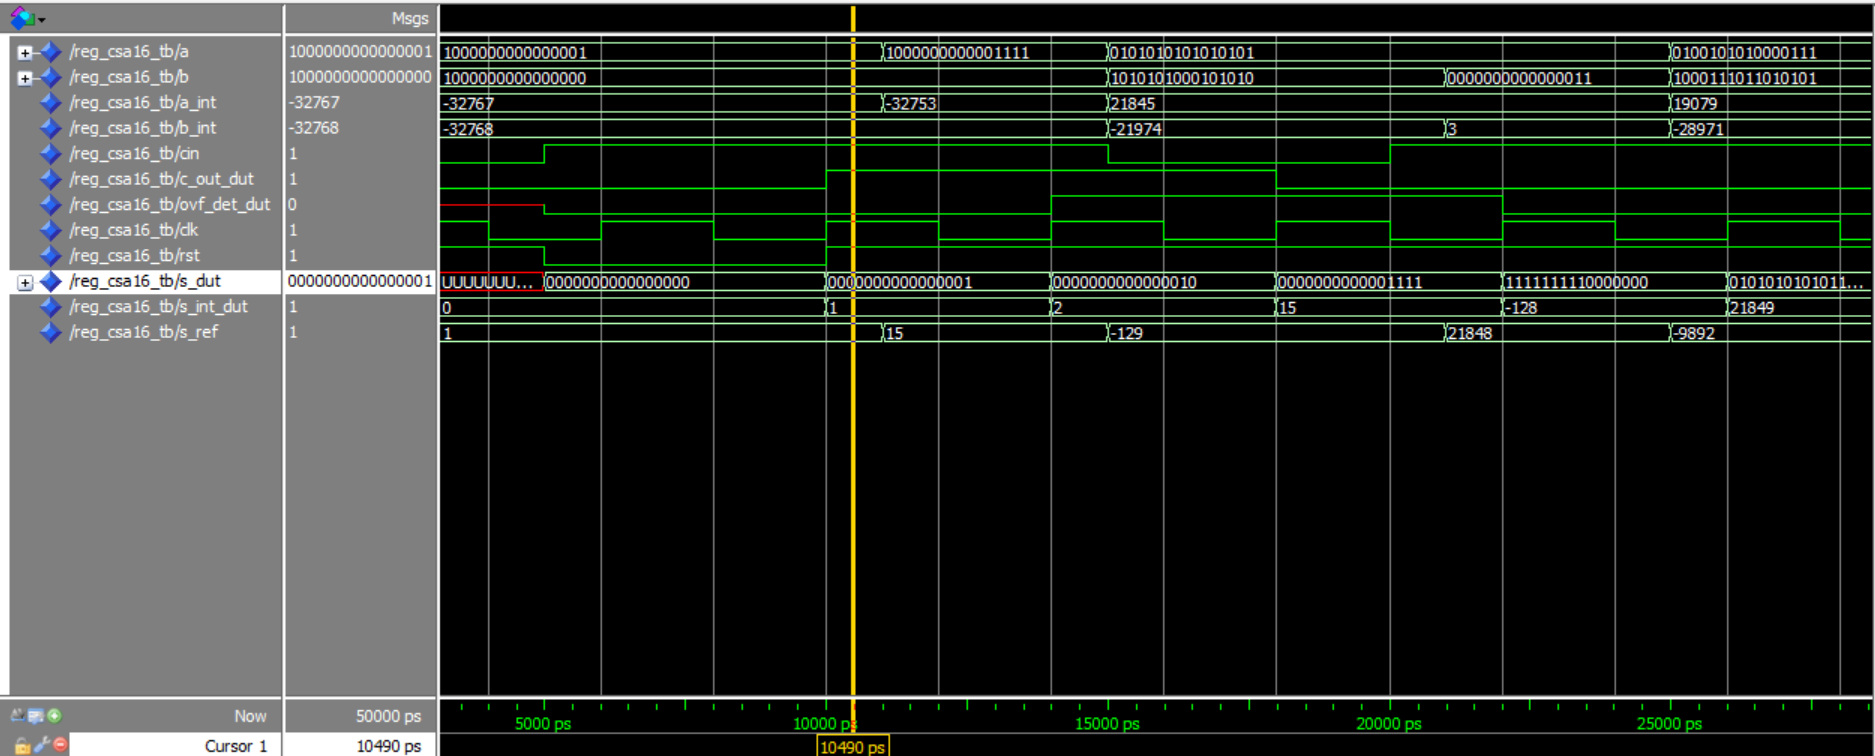 Msgs
/reg_csa16_tb/a 1000000000000001 1000000000000001 1000000000001111 0101010101010101 0100101010000111
/reg_csa16_tb/b 1000000000000000 1000000000000000 1010101000101010 0000000000000011 1000111011010101
/reg_csa16_tb/a_int -32767 -32767 -32753 21845 19079
/reg_csa16_tb/b_int -32768 -32768 -21974 3 -28971
/reg_csa16_tb/cin 1
/reg_csa16_tb/c_out_dut 1
/reg_csa16_tb/ovf_det_dut 0
/reg_csa16_tb/clk 1
/reg_csa16_tb/rst 1
/reg_csa16_tb/s_dut 0000000000000001 UUUUUUU... 0000000000000000 0000000000000001 0000000000000010 0000000000001111 1111111110000000 0101010101011...
/reg_csa16_tb/s_int_dut 1 0 1 2 15 -128 21849
/reg_csa16_tb/s_ref 1 1 15 -129 21848 -9892
Now 50000 ps 5000 ps 10000 ps 15000 ps 20000 ps 25000 ps
Cursor 1 10490 ps 10490 ps